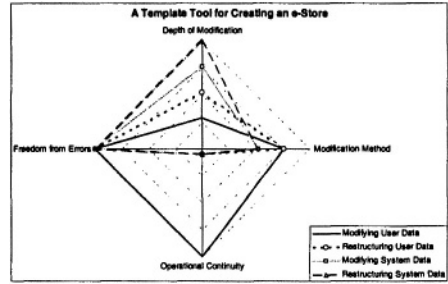 A Template Tool for Creating an e-Store
Depth of Modification
Freedom from Errors
Modification Method
Operational Continuity
Modifying User Data
Restructuring User Data
Modifying System Data
Restructuring System Data